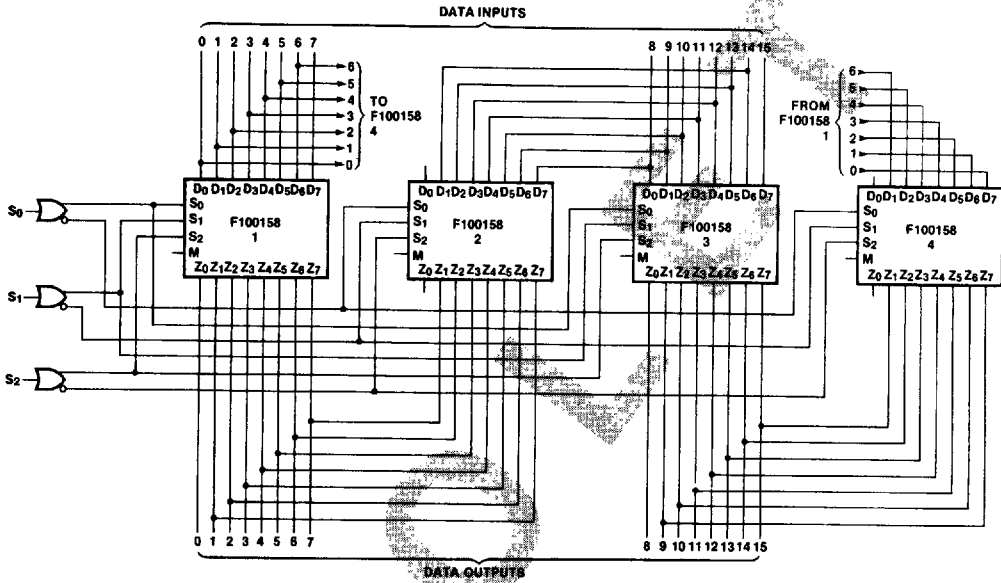 DATA INPUTS
0 1 2 3 4 5 6 7
8 9 10 11 12 13 14 15
6
5
4
3
2
1
0
TO
F100158
4
6
5
4
3
2
1
0
FROM
F100158
1
D0 D1 D2 D3 D4 D5 D6 D7
S0
S1
S2
M
F100158
1
Z0 Z1 Z2 Z3 Z4 Z5 Z6 Z7
D0 D1 D2 D3 D4 D5 D6 D7
S0
S1
S2
M
F100158
2
Z0 Z1 Z2 Z3 Z4 Z5 Z6 Z7
D0 D1 D2 D3 D4 D5 D6 D7
S0
S1
S2
M
F100158
3
Z0 Z1 Z2 Z3 Z4 Z5 Z6 Z7
D0 D1 D2 D3 D4 D5 D6 D7
S0
S1
S2
M
F100158
4
Z0 Z1 Z2 Z3 Z4 Z5 Z6 Z7
S0
S1
S2
0 1 2 3 4 5 6 7
8 9 10 11 12 13 14 15
DATA OUTPUTS